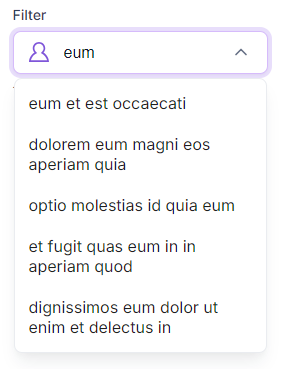 Filter
eum
eum et est occaecati
dolorem eum magni eos
aperiam quia
optio molestias id quia eum
et fugit quas eum in in
aperiam quod
dignissimos eum dolor ut
enim et delectus in